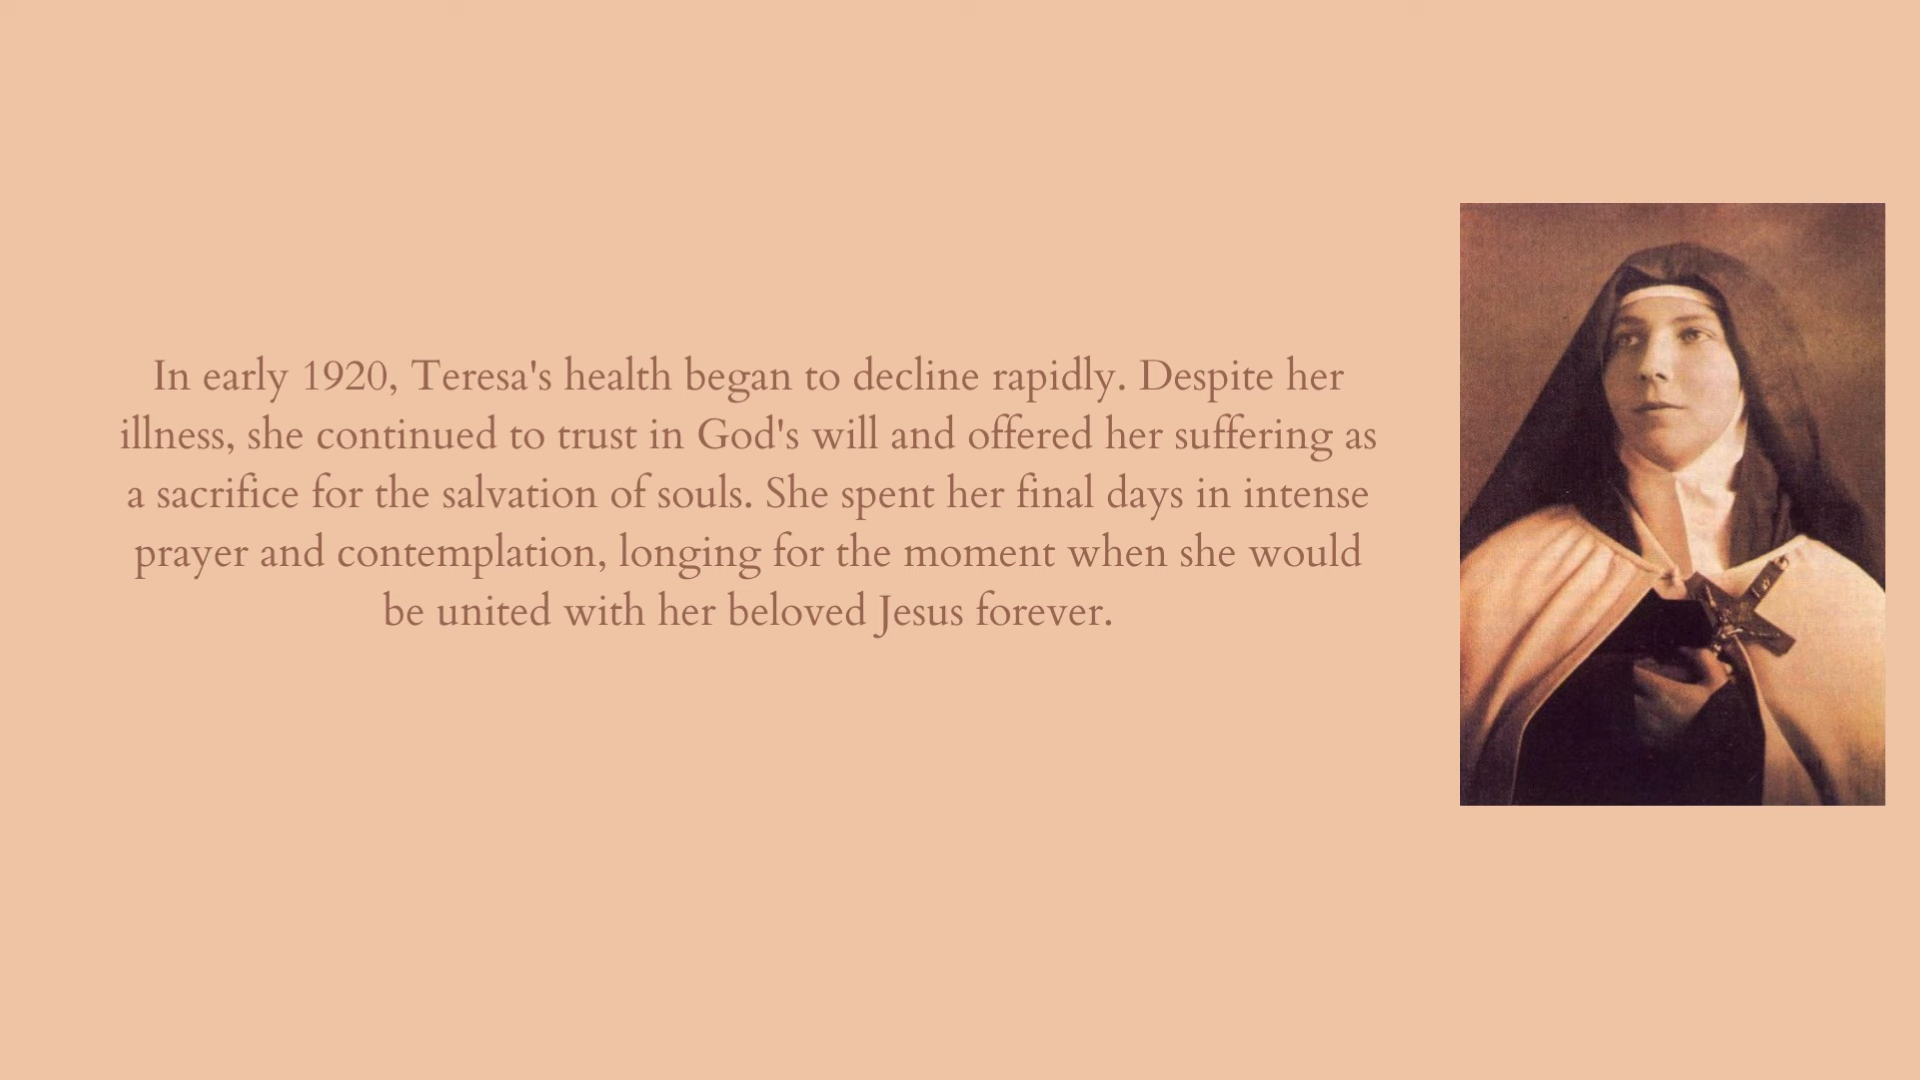 In early 1920, Teresa's health began to decline rapidly. Despite her
illness, she continued to trust in God's will and offered her suffering as
a sacrifice for the salvation of souls. She spent her final days in intense
prayer and contemplation, longing for the moment when she would
be united with her beloved Jesus forever.